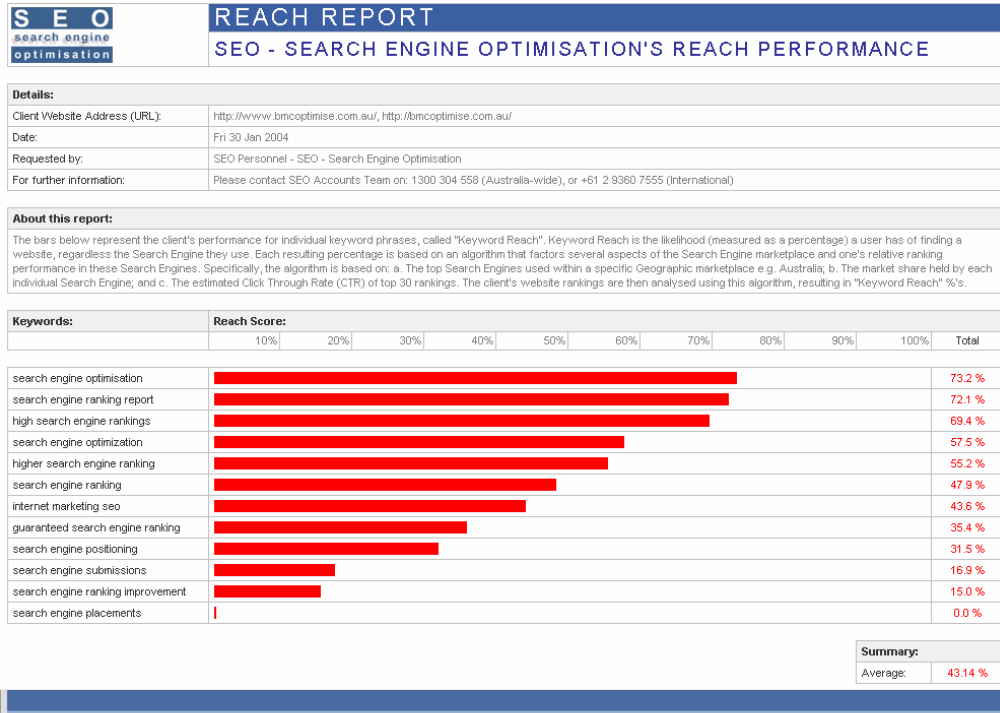 S E O
search engine
optimisation
REACH REPORT
SEO - SEARCH ENGINE OPTIMISATION'S REACH PERFORMANCE
Details:
Client Website Address (URL): http://www.bmcoptimise.com.au/, http://bmcoptimise.com.au/
Date: Fri 30 Jan 2004
Requested by: SEO Personnel - SEO - Search Engine Optimisation
For further information: Please contact SEO Accounts Team on: 1300 304 558 (Australia-wide), or +61 2 9360 7555 (International)
About this report:
The bars below represent the client's performance for individual keyword phrases, called "Keyword Reach". Keyword Reach is the likelihood (measured as a percentage) a user has of finding a
website, regardless the Search Engine they use. Each resulting percentage is based on an algorithm that factors several aspects of the Search Engine marketplace and one's relative ranking
performance in these Search Engines. Specifically, the algorithm is based on: a. The top Search Engines used within a specific Geographic marketplace e.g. Australia; b. The market share held by each
individual Search Engine; and c. The estimated Click Through Rate (CTR) of top 30 rankings. The client's website rankings are then analysed using this algorithm, resulting in "Keyword Reach" %'s.
Keywords: Reach Score:
10% 20% 30% 40% 50% 60% 70% 80% 90% 100% Total
search engine optimisation 73.2 %
search engine ranking report 72.1 %
high search engine rankings 69.4 %
search engine optimization 57.5 %
higher search engine ranking 55.2 %
search engine ranking 47.9 %
internet marketing seo 43.6 %
guaranteed search engine ranking 35.4 %
search engine positioning 31.5 %
search engine submissions 16.9 %
search engine ranking improvement 15.0 %
search engine placements 0.0 %
Summary:
Average: 43.14 %